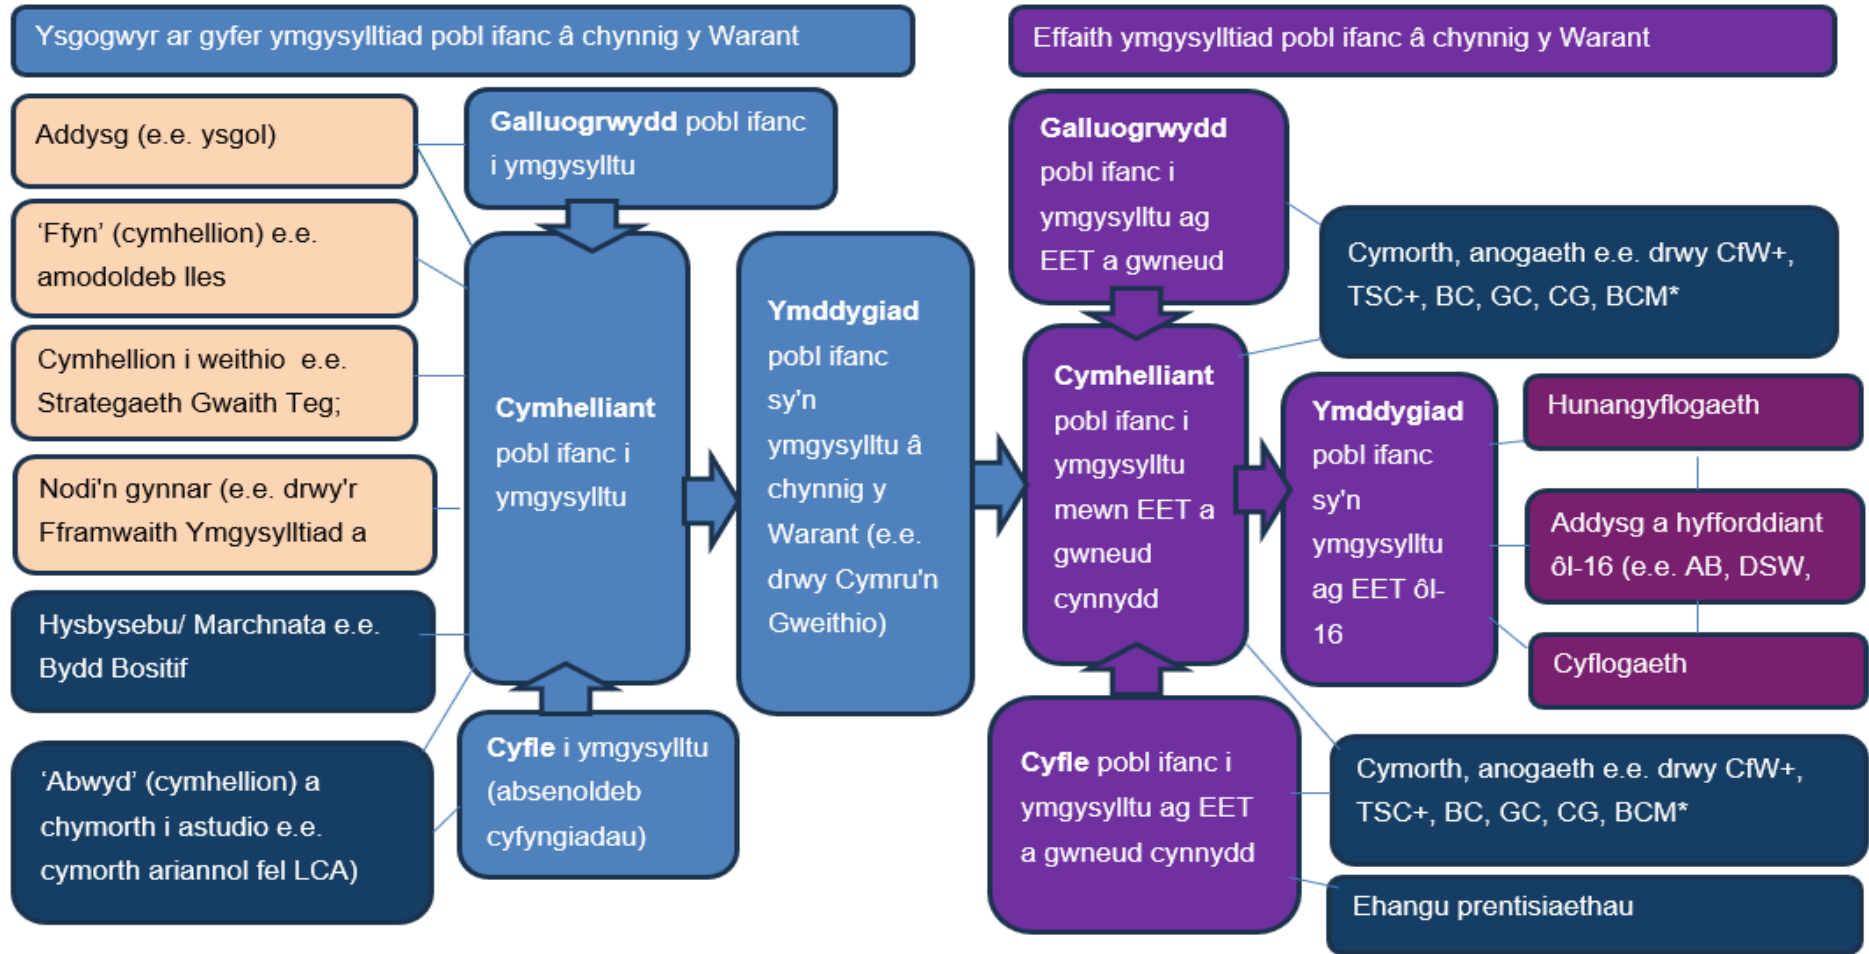 Ysgogwyr ar gyfer ymgysylltiad pobl ifanc â chynnig y Warant
Addysg (e.e. ysgol)
'Ffyn' (cymhellion) e.e.
amodoldeb lles
Cymhellion i weithio e.e.
Strategaeth Gwaith Teg;
Nodi'n gynnar (e.e. drwy'r
Fframwaith Ymgysylltiad a
Hysbysebu/ Marchnata e.e.
Bydd Bositif
'Abwyd' (cymhellion) a
chymorth i astudio e.e.
cymorth ariannol fel LCA)
Galluogrwydd pobl ifanc
i ymgysylltu
Cymhelliant
pobl ifanc i
ymgysylltu
Cyfle i ymgysylltu
(absenoldeb
cyfyngiadau)
Ymddygiad
pobl ifanc
sy'n
ymgysylltu â
chynnig y
Warant (e.e.
drwy Cymru'n
Gweithio)
Effaith ymgysylltiad pobl ifanc â chynnig y Warant
Galluogrwydd
pobl ifanc i
ymgysylltu ag
EET a gwneud
Cymhelliant
pobl ifanc i
ymgysylltu
mewn EET a
gwneud
cynnydd
Cyfle pobl ifanc i
ymgysylltu ag EET
a gwneud cynnydd
Cymorth, anogaeth e.e. drwy CfW+,
TSC+, BC, GC, CG, BCM*
Ymddygiad
pobl ifanc
sy'n
ymgysylltu
ag EET ôl-
16
Hunangyflogaeth
Addysg a hyfforddiant
ôl-16 (e.e. AB, DSW,
Cyflogaeth
Cymorth, anogaeth e.e. drwy CfW+,
TSC+, BC, GC, CG, BCM*
Ehangu prentisiaethau